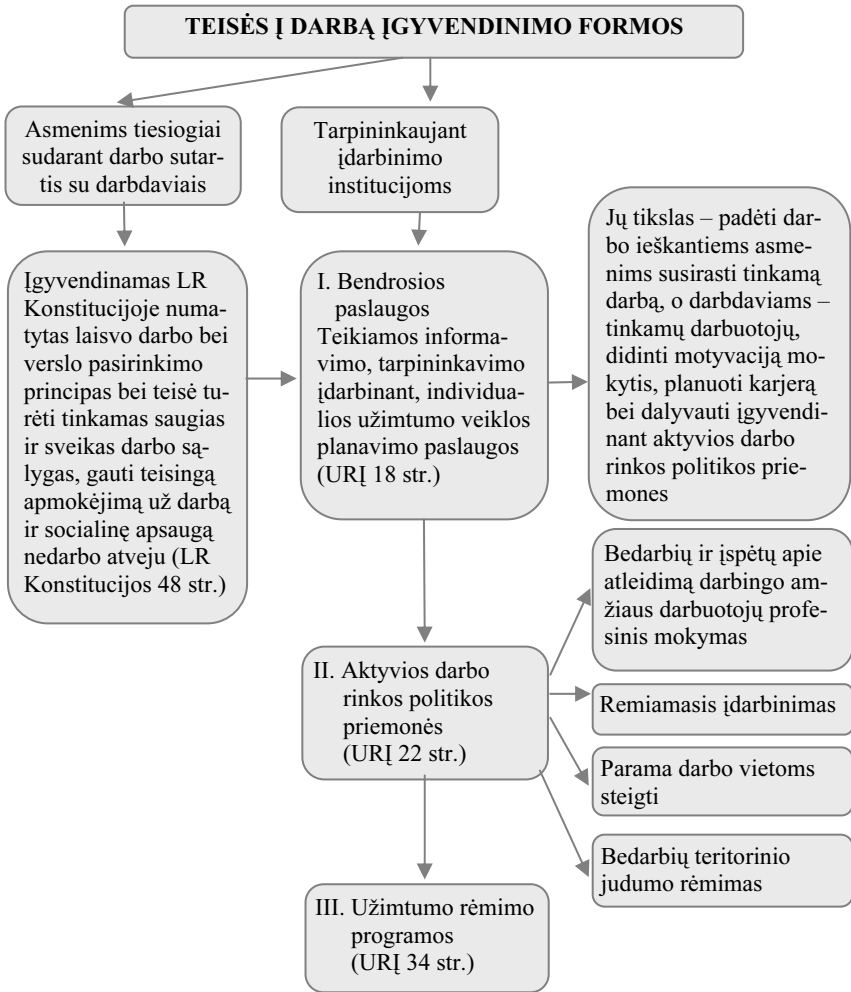 TEISĖS Į DARBĄ ĮGYVENDINIMO FORMOS
Asmenims tiesiogiai
sudarant darbo sutar-
tis su darbdaviais
Tarpininkaujant
įdarbinimo
institucijoms
Įgyvendinamas LR
Konstitucijoje numa-
tytas laisvo darbo bei
verslo pasirinkimo
principas bei teisė tu-
rėti tinkamas saugias
ir sveikas darbo są-
lygas, gauti teisingą
apmokėjimą už darbą
ir socialinę apsaugą
nedarbo atveju (LR
Konstitucijos 48 str.)
I. Bendrosios
paslaugos
Teikiamos informa-
vimo, tarpininkavimo
įdarbinant, individua-
lios užimtumo veiklos
planavimo paslaugos
(URĮ 18 str.)
Jų tikslas – padėti dar-
bo ieškantiems asme-
nims susirasti tinkamą
darbą, o darbdaviams –
tinkamų darbuotojų,
didinti motyvaciją mo-
kytis, planuoti karjerą
bei dalyvauti įgyvendi-
nant aktyvios darbo
rinkos politikos prie-
mones
II. Aktyvios darbo
rinkos politikos
priemonės
(URĮ 22 str.)
Bedarbių ir įspėtų apie
atleidimą darbingo am-
žiaus darbuotojų profe-
sinis mokymas
Remiamasis įdarbinimas
Parama darbo vietoms
steigti
Bedarbių teritorinio
judumo rėmimas
III. Užimtumo rėmimo
programos
(URĮ 34 str.)